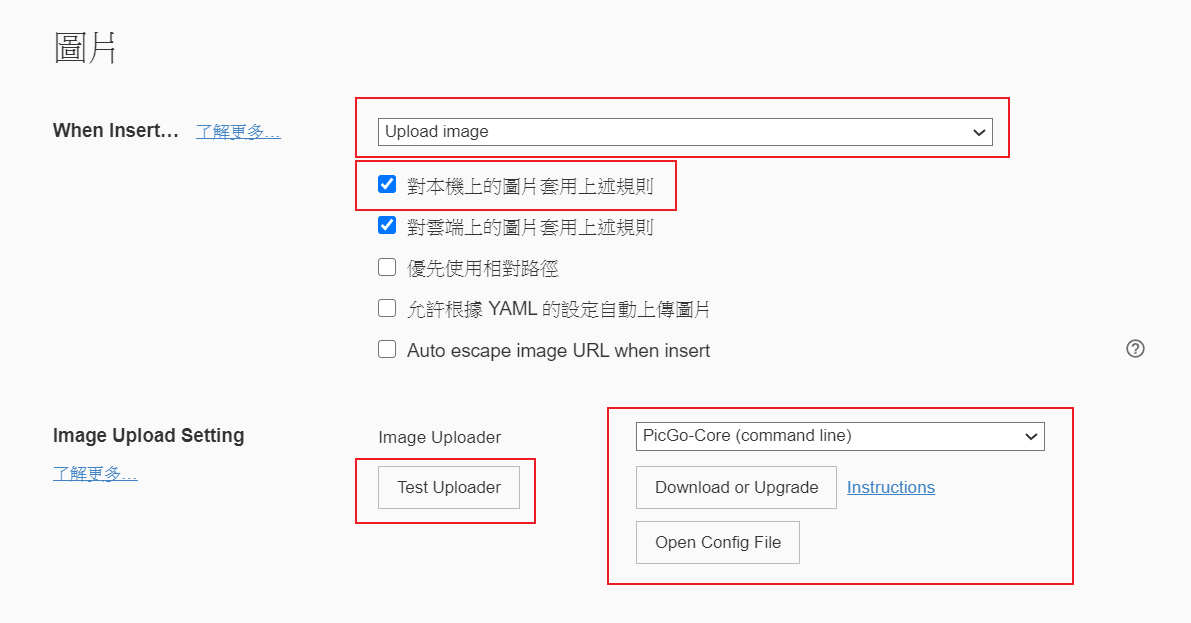 圖片
When Insert... 了解更多...
Upload image
對本機上的圖片套用上述規則
對雲端上的圖片套用上述規則
優先使用相對路徑
允許根據 YAML 的設定自動上傳圖片
Auto escape image URL when insert
Image Upload Setting
了解更多...
Image Uploader
PicGo-Core (command line)
Test Uploader
Download or Upgrade Instructions
Open Config File